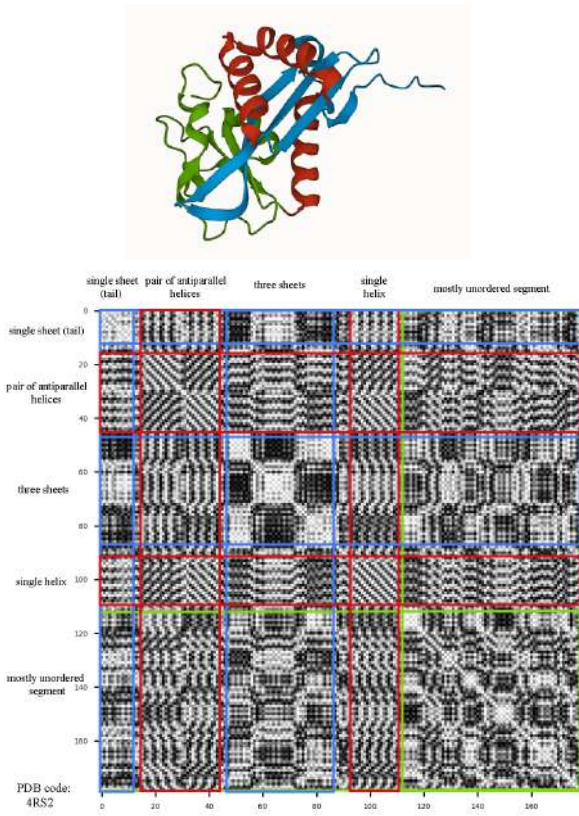 single sheet
(tail)
pair of antiparallel
helices
three sheets
single
helix
mostly unordered segment
single sheet (tail)
pair of antiparallel
helices
three sheets
single helix
mostly unordered
segment
0
20
40
60
80
100
120
140
160
0
20
40
60
80
100
120
140
160
PDB code:
4RS2